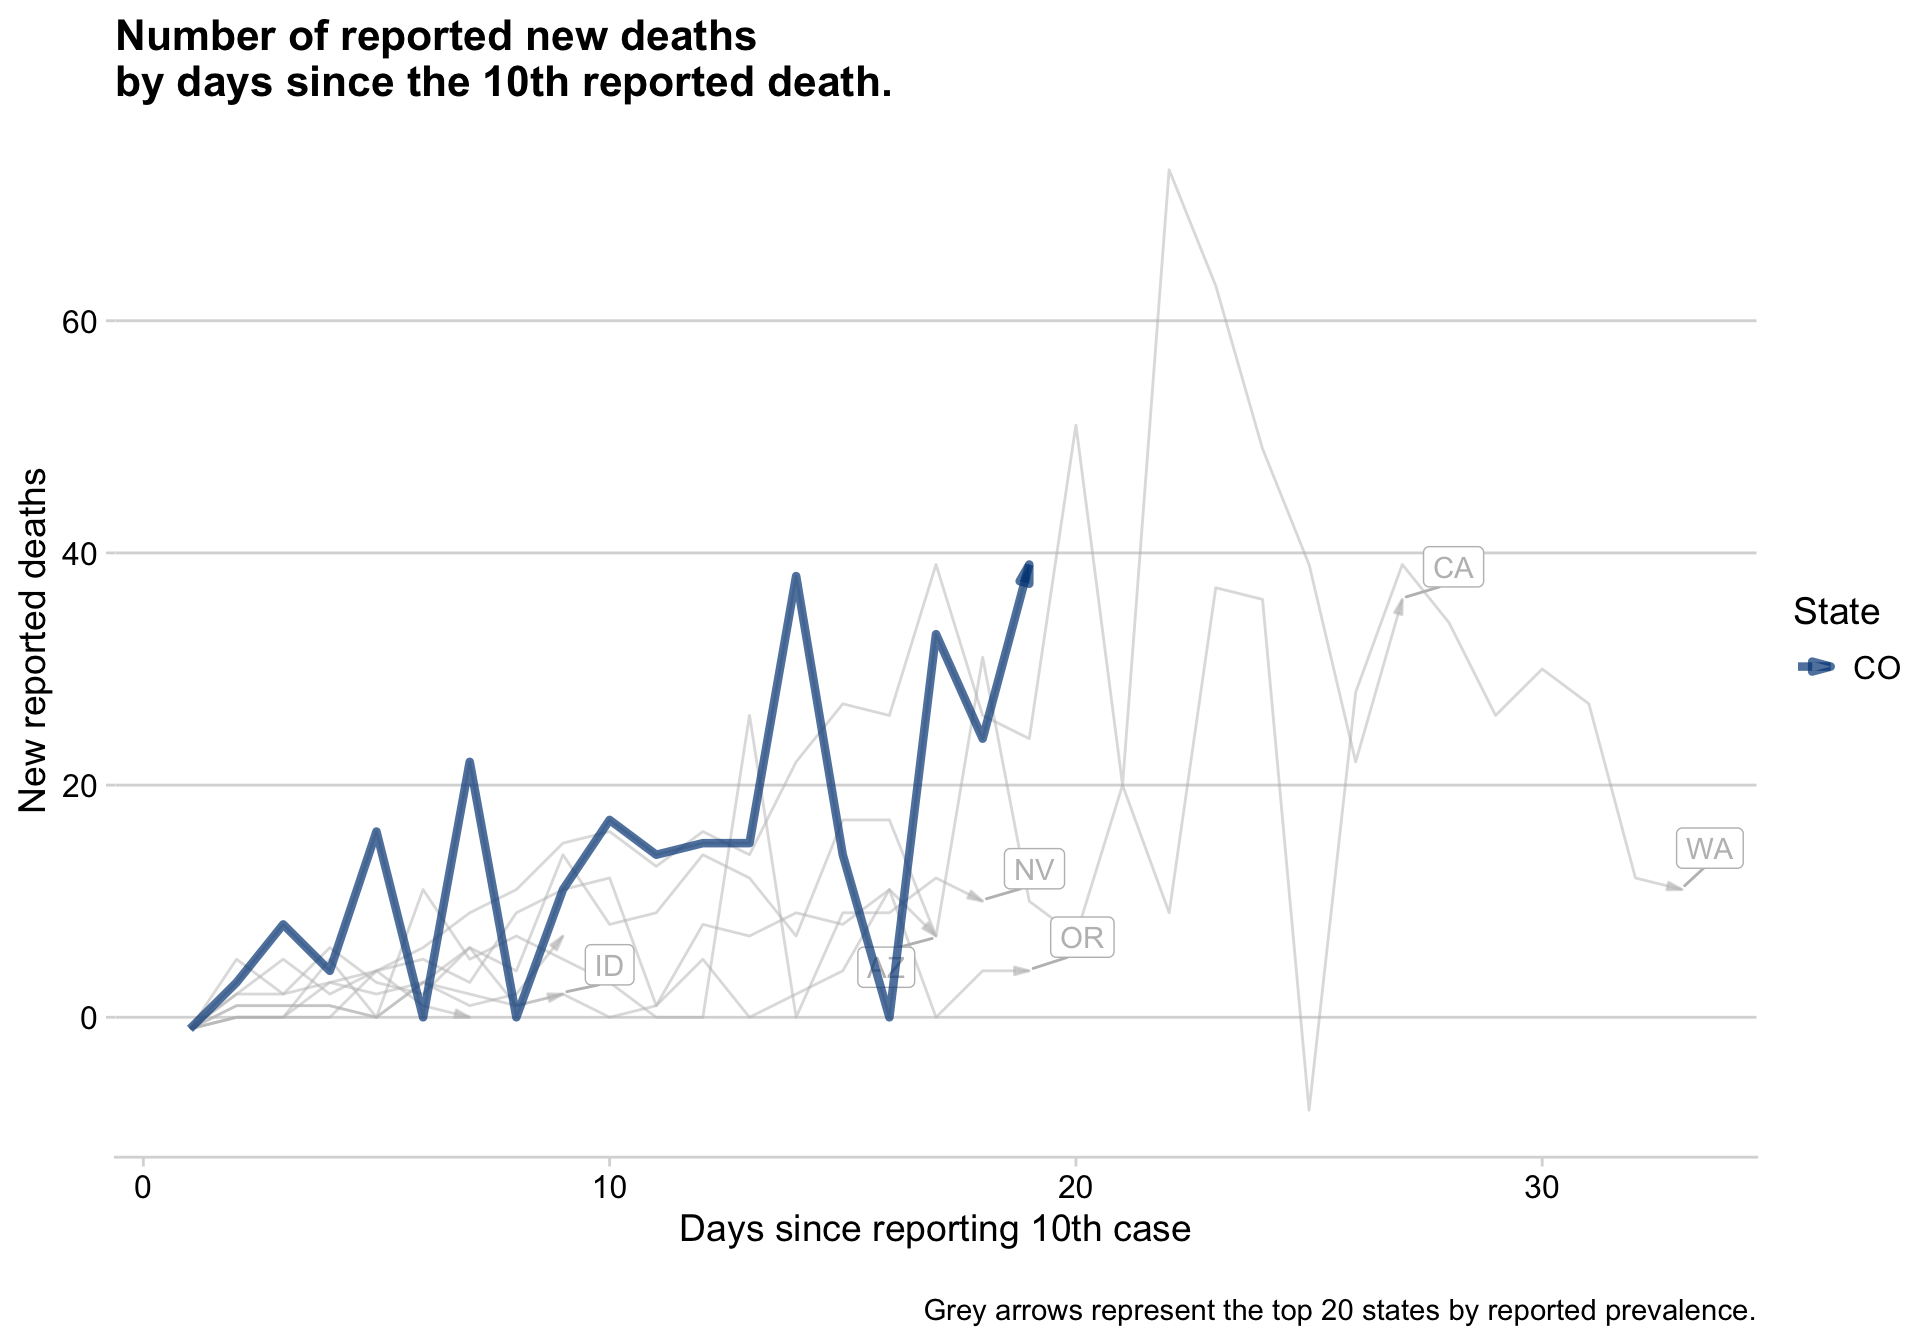 Number of reported new deaths
by days since the 10th reported death.
New reported deaths
60
40
20
0
CA
WA
NV
OR
AZ
ID
State
CO
0
10
20
30
Days since reporting 10th case
Grey arrows represent the top 20 states by reported prevalence.